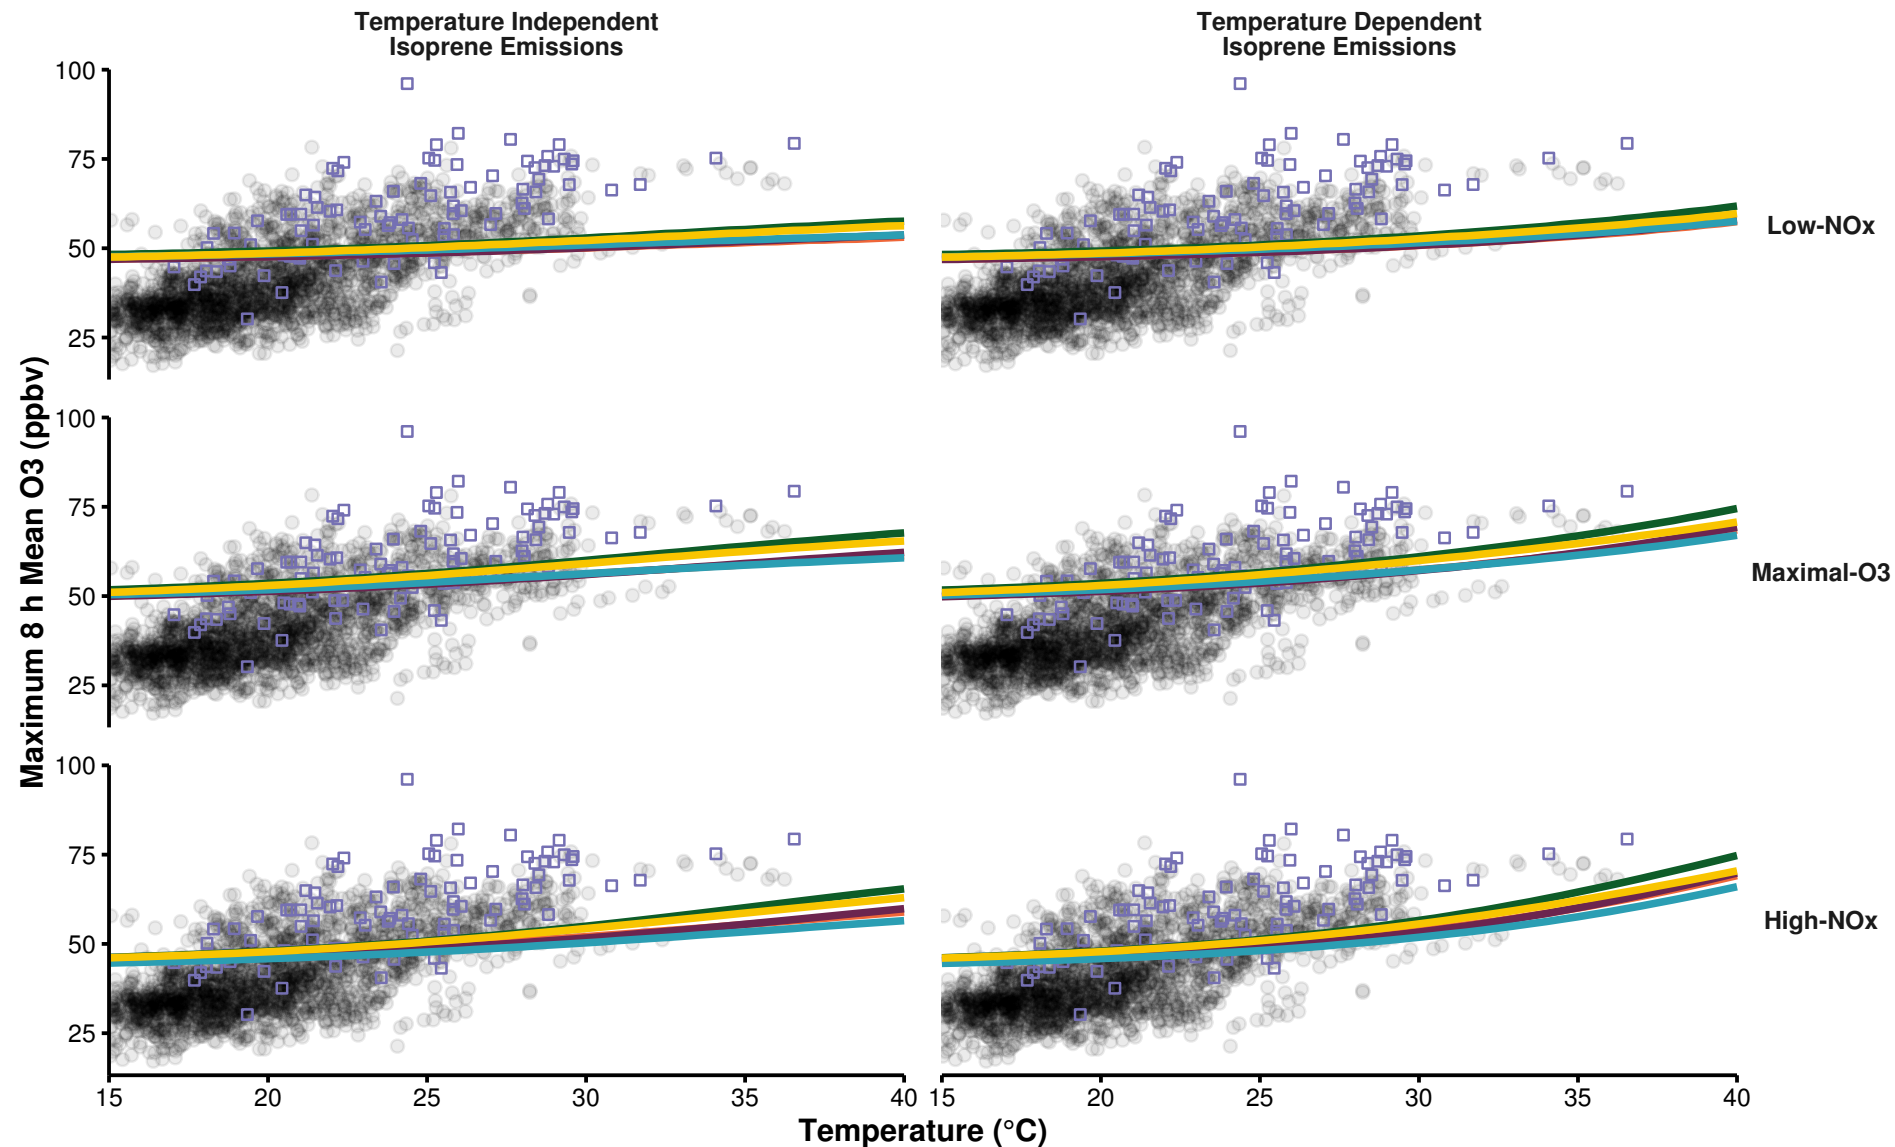 Temperature Independent
Isoprene Emissions
Temperature Dependent
Isoprene Emissions
Maximum 8 h Mean O3 (ppbv)
100
75
50
25
Low-NOx
100
75
50
25
Maximal-O3
100
75
50
25
High-NOx
15 20 25 30 35 40 15 20 25 30 35 40
Temperature (°C)